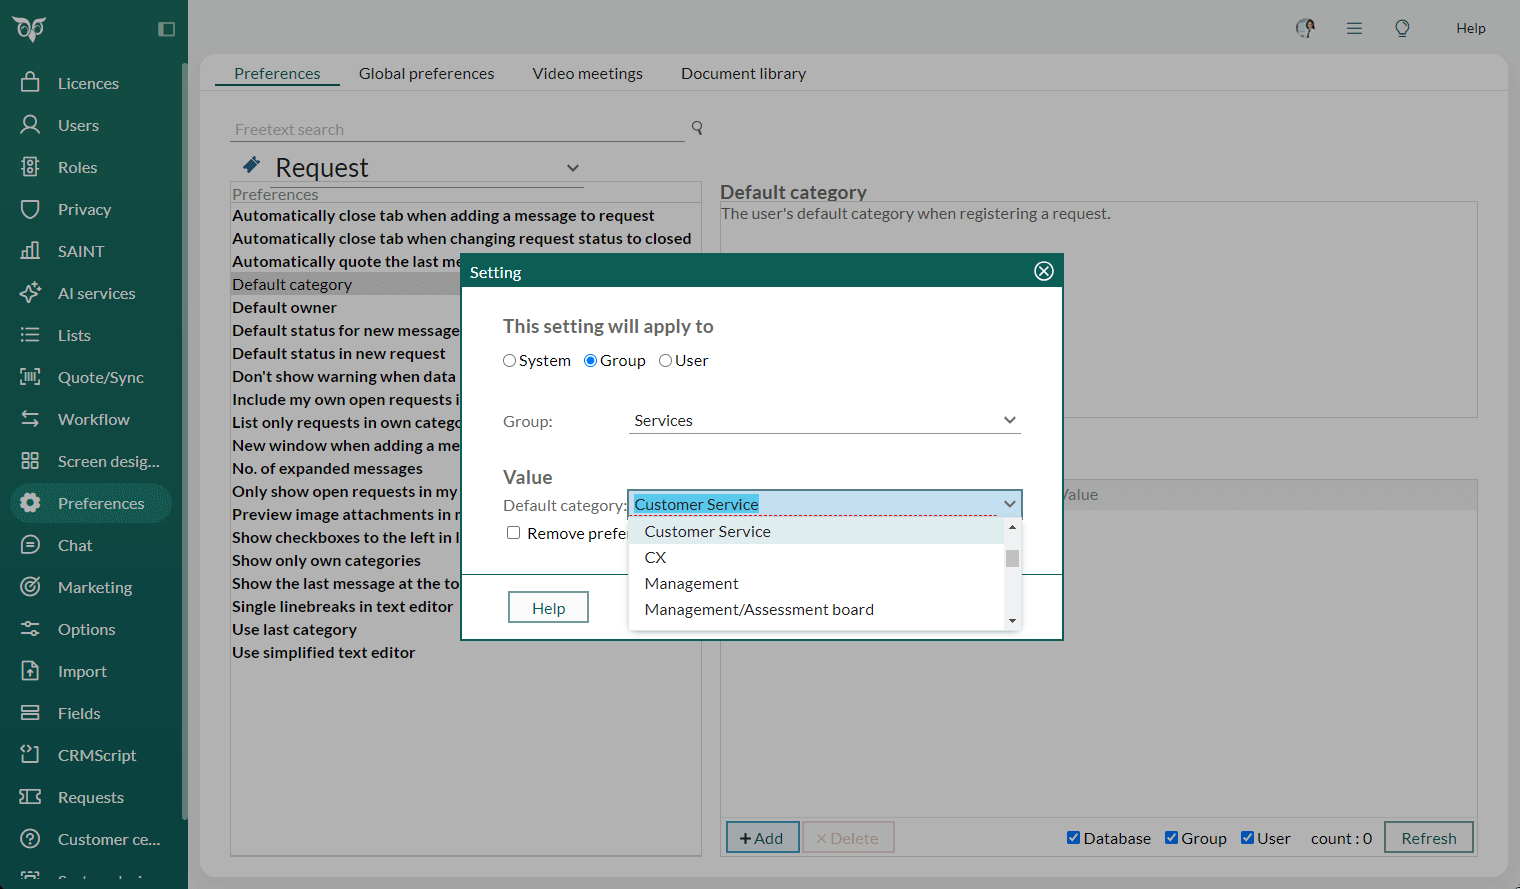 Help
Licences
Users
Roles
Privacy
SAINT
AI services
Lists
Quote/Sync
Workflow
Screen desig...
Preferences
Chat
Marketing
Options
Import
Fields
CRMScript
Requests
Customer ce...
Preferences
Global preferences
Video meetings
Document library
Freetext search
Request
Preferences
Automatically close tab when adding a message to request
Automatically close tab when changing request status to closed
Automatically quote the last me
Default category
Default owner
Default status for new message
Default status in new request
Don't show warning when data
Include my own open requests i
List only requests in own catego
New window when adding a me
No. of expanded messages
Only show open requests in my
Preview image attachments in r
Show checkboxes to the left in l
Show only own categories
Show the last message at the to
Single linebreaks in text editor
Use last category
Use simplified text editor
Default category
The user's default category when registering a request.
Value
+ Add
× Delete
Database
Group
User
count : 0
Refresh
Setting
This setting will apply to
System
Group
User
Group:
Services
Value
Default category:
Customer Service
Remove prefe
Customer Service
CX
Management
Management/Assessment board
Help